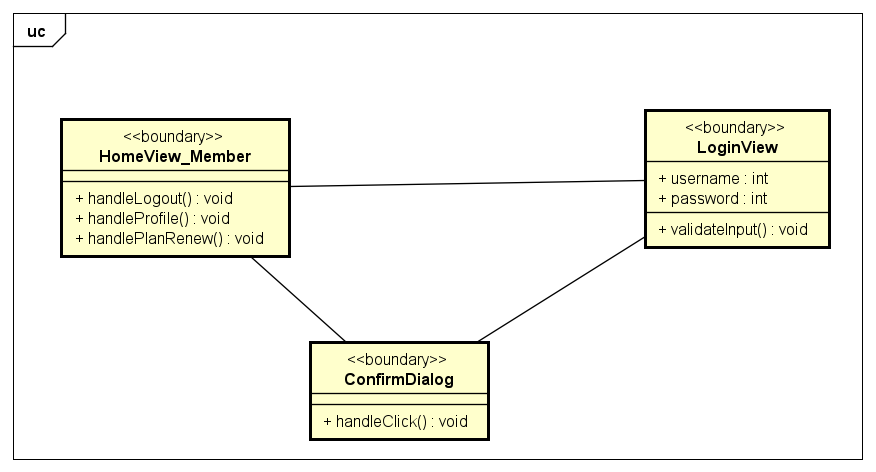 uc
<<boundary>>
HomeView_Member
+ handleLogout() : void
+ handleProfile() : void
+ handlePlanRenew() : void
<<boundary>>
LoginView
+ username : int
+ password : int
+ validateInput() : void
<<boundary>>
ConfirmDialog
+ handleClick() : void